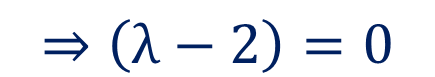 ⇒ (λ − 2) = 0